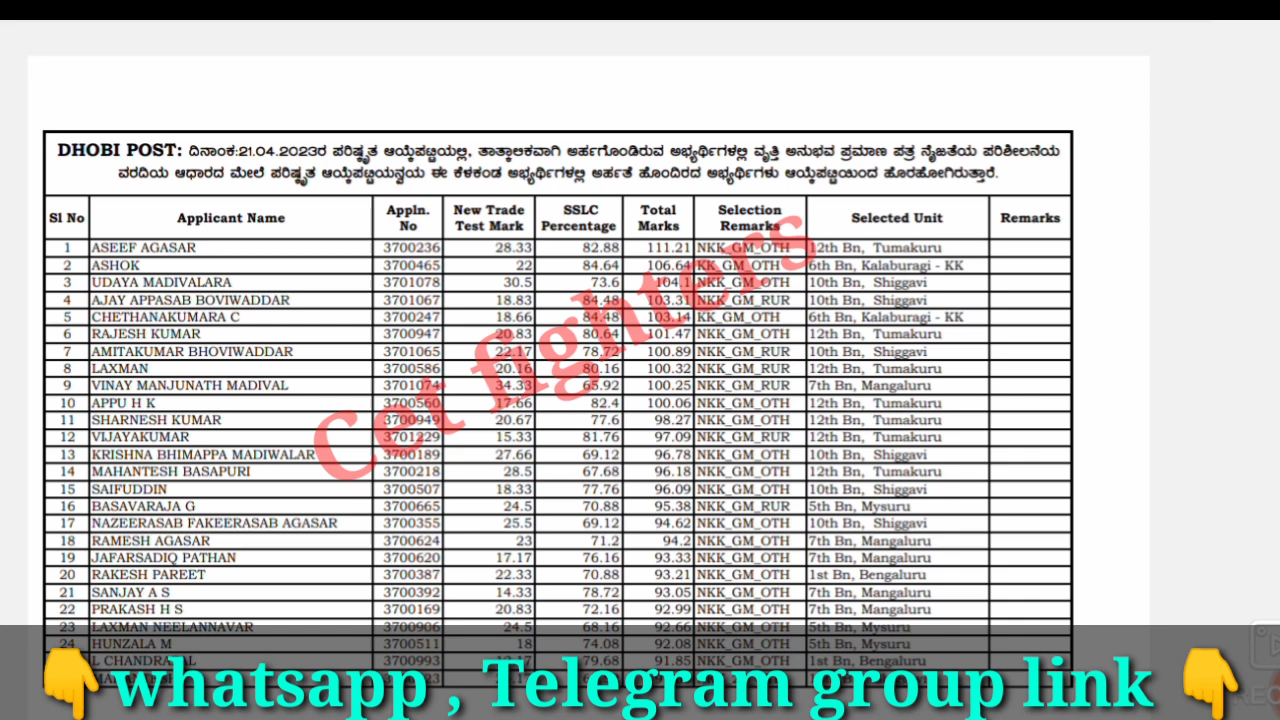 DHOBI POST: ದಿನಾಂಕ:21.04.2023ರ ಪರಿಷ್ಕೃತ ಆಯ್ಕೆಪಟ್ಟಿಯಲ್ಲಿ, ತಾತ್ಕಾಲಿಕವಾಗಿ ಅರ್ಹಗೊಂಡಿರುವ ಅಭ್ಯರ್ಥಿಗಳಲ್ಲಿ ವೃತ್ತಿ ಅನುಭವ ಪ್ರಮಾಣ ಪತ್ರ ನೈಜತೆಯ ಪರಿಶೀಲನೆಯ
ವರದಿಯ ಆಧಾರದ ಮೇಲೆ ಪರಿಷ್ಕೃತ ಆಯ್ಕೆಪಟ್ಟಿಯನ್ವಯ ಈ ಕೆಳಕಂಡ ಅಭ್ಯರ್ಥಿಗಳಲ್ಲಿ ಅರ್ಹತೆ ಹೊಂದಿರದ ಅಭ್ಯರ್ಥಿಗಳು ಆಯ್ಕೆಪಟ್ಟಿಯಿಂದ ಹೊರಹೋಗಿರುತ್ತಾರೆ.
Sl No Applicant Name Appln. No New Trade Test Mark SSLC Percentage Total Marks Selection Remarks Selected Unit Remarks
1 ASEEF AGASAR 3700236 28.33 82.88 111.21 NKK_GM_OTH 12th Bn, Tumakuru
2 ASHOK 3700465 22 84.64 106.64 KK_GM_OTH 6th Bn, Kalaburagi - KK
3 UDAYA MADIVALARA 3701078 30.5 73.6 104.1 NKK_GM_OTH 10th Bn, Shiggavi
4 AJAY APPASAB BOVIWADDAR 3701067 18.83 84.48 103.31 NKK_GM_RUR 10th Bn, Shiggavi
5 CHETHANAKUMARA C 3700247 18.66 84.48 103.14 KK_GM_OTH 6th Bn, Kalaburagi - KK
6 RAJESH KUMAR 3700947 20.83 80.64 101.47 NKK_GM_OTH 12th Bn, Tumakuru
7 AMITAKUMAR BHOVIWADDAR 3701065 22.17 78.72 100.89 NKK_GM_RUR 10th Bn, Shiggavi
8 LAXMAN 3700586 20.16 80.16 100.32 NKK_GM_RUR 12th Bn, Tumakuru
9 VINAY MANJUNATH MADIVAL 3701074 34.33 65.92 100.25 NKK_GM_RUR 7th Bn, Mangaluru
10 APPU H K 3700560 17.66 82.4 100.06 NKK_GM_OTH 12th Bn, Tumakuru
11 SHARNESH KUMAR 3700949 20.67 77.6 98.27 NKK_GM_OTH 12th Bn, Tumakuru
12 VIJAYAKUMAR 3701229 15.33 81.76 97.09 NKK_GM_RUR 12th Bn, Tumakuru
13 KRISHNA BHIMAPPA MADIWALAR 3700189 27.66 69.12 96.78 NKK_GM_OTH 10th Bn, Shiggavi
14 MAHANTESH BASAPURI 3700218 28.5 67.68 96.18 NKK_GM_OTH 12th Bn, Tumakuru
15 SAIFUDDIN 3700507 18.33 77.76 96.09 NKK_GM_OTH 10th Bn, Shiggavi
16 BASAVARAJA G 3700665 24.5 70.88 95.38 NKK_GM_RUR 5th Bn, Mysuru
17 NAZEERASAB FAKEERASAB AGASAR 3700355 25.5 69.12 94.62 NKK_GM_OTH 10th Bn, Shiggavi
18 RAMESH AGASAR 3700624 23 71.2 94.2 NKK_GM_OTH 7th Bn, Mangaluru
19 JAFARSADIQ PATHAN 3700620 17.17 76.16 93.33 NKK_GM_OTH 7th Bn, Mangaluru
20 RAKESH PAREET 3700387 22.33 70.88 93.21 NKK_GM_OTH 1st Bn, Bengaluru
21 SANJAY A S 3700392 14.33 78.72 93.05 NKK_GM_OTH 7th Bn, Mangaluru
22 PRAKASH H S 3700169 20.83 72.16 92.99 NKK_GM_OTH 7th Bn, Mangaluru
23 LAXMAN NEELANNAVAR 3700906 24.5 68.16 92.66 NKK_GM_OTH 5th Bn, Mysuru
24 HUNZALA M 3700511 18 74.08 92.08 NKK_GM_OTH 5th Bn, Mysuru
3700993 79.68 91.85 NKK_GM_OTH 1st Bn, Bengaluru
Cet fighters
👇whatsapp , Telegram group link 👇